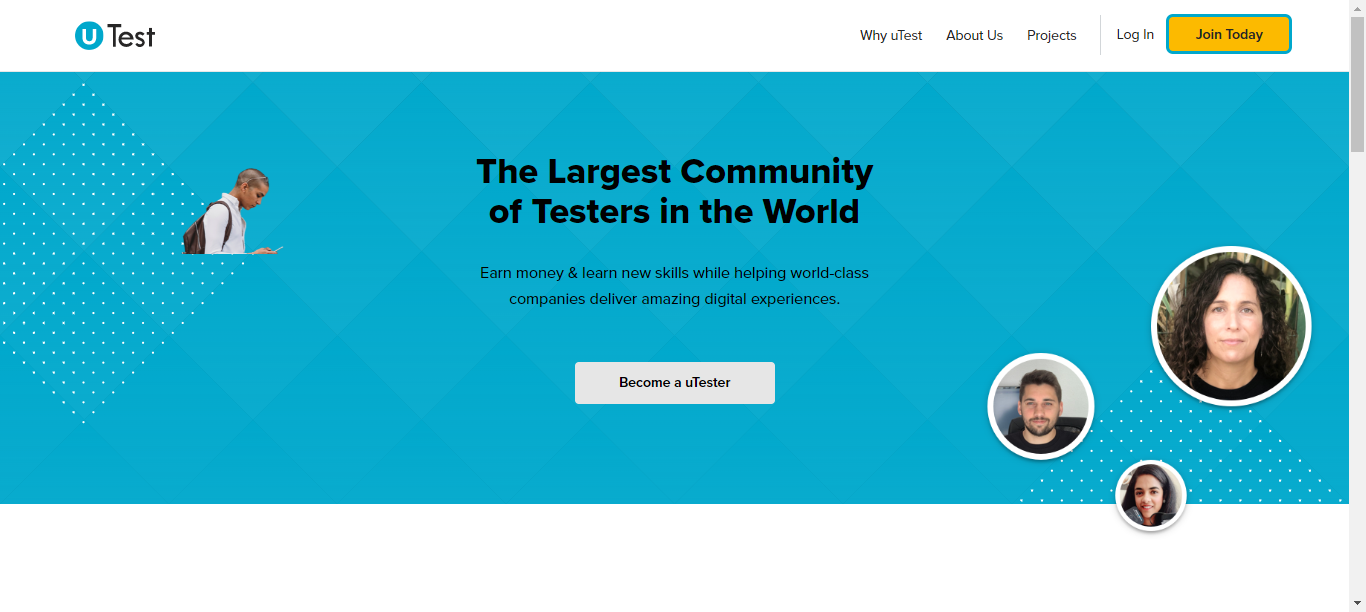 uTest
Why uTest
About Us
Projects
Log In
Join Today
The Largest Community
of Testers in the World
Earn money & learn new skills while helping world-class
companies deliver amazing digital experiences.
Become a uTester